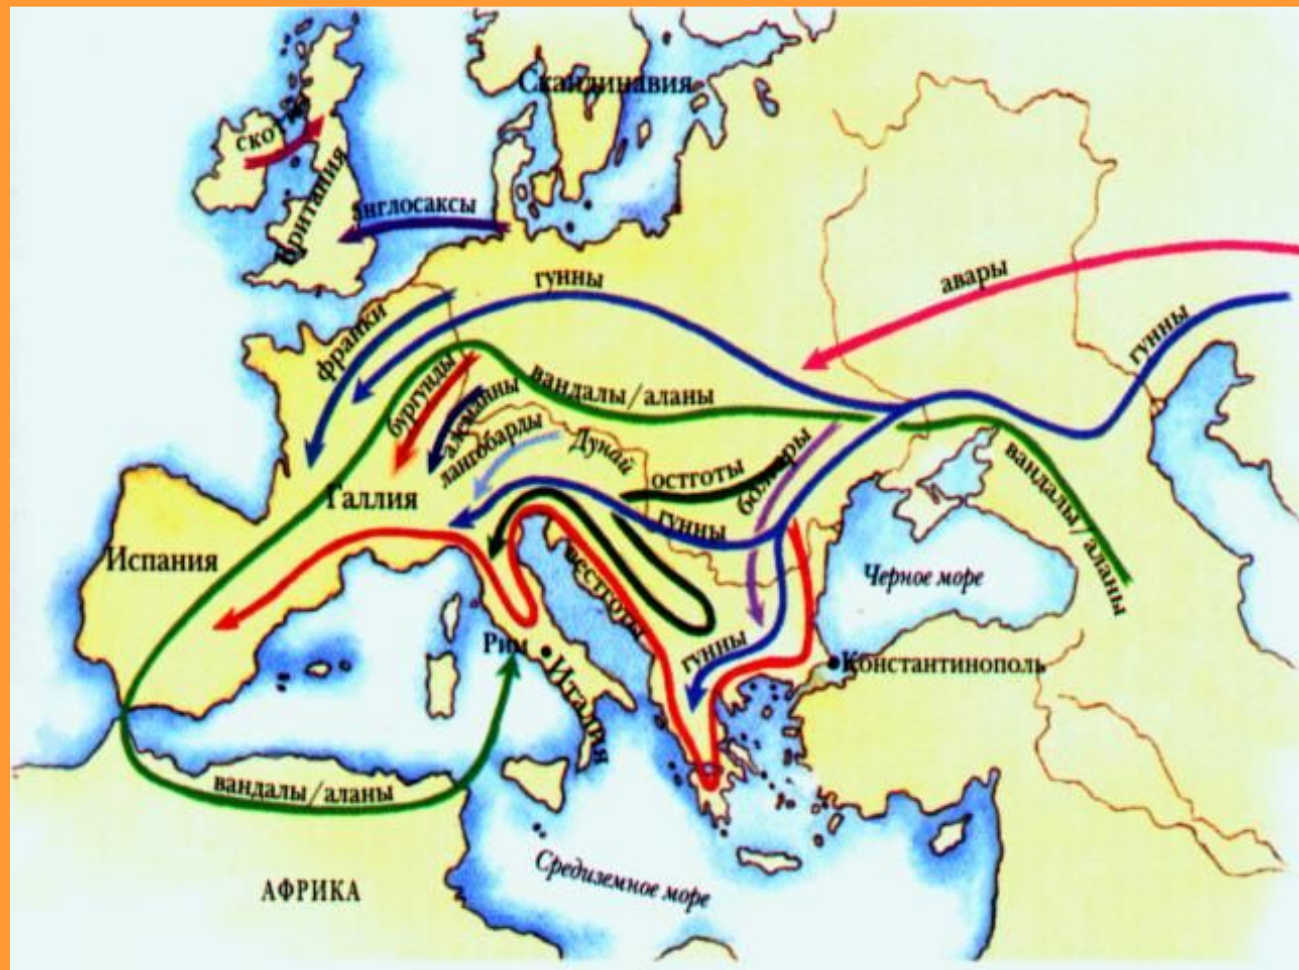 Скандинавия
скотты
Британия
англосаксы
гунны
авары
гунны
франки
бургунды
алеманны
вандалы/аланы
лангобарды
Дунай
остготы
болгары
вандалы/аланы
Галлия
гунны
Испания
вестготы
Черное море
гунны
Рим
Италия
Константинополь
вандалы/аланы
АФРИКА
Средиземное море